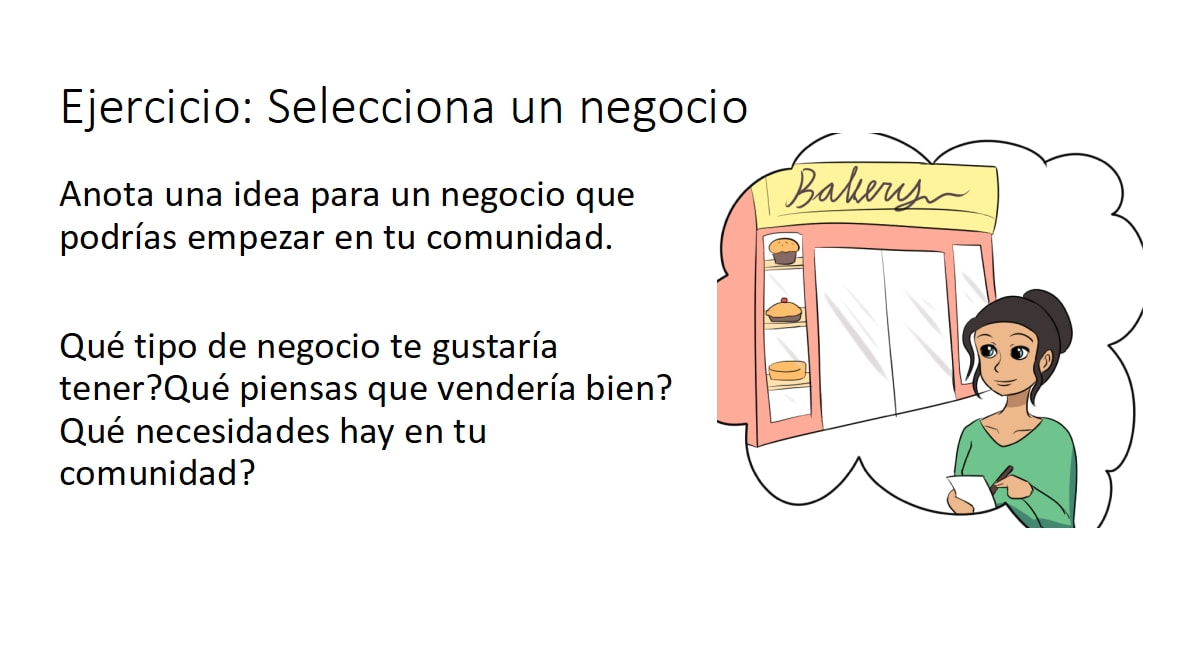 Ejercicio: Selecciona un negocio
Anota una idea para un negocio que
podrías empezar en tu comunidad.
Qué tipo de negocio te gustaría
tener?Qué piensas que vendería bien?
Qué necesidades hay en tu
comunidad?
Bakery